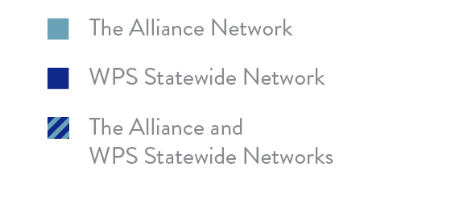 The Alliance Network
WPS Statewide Network
The Alliance and
WPS Statewide Networks